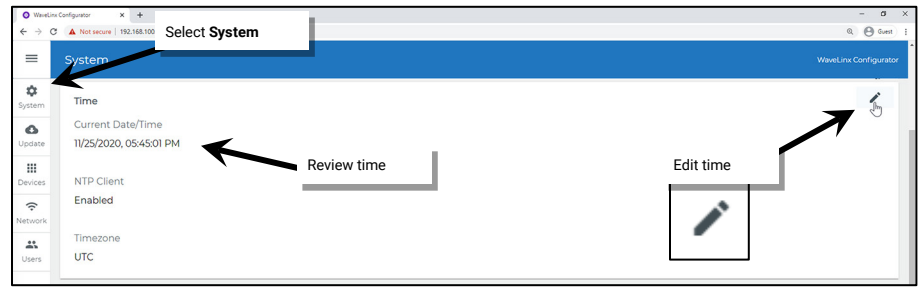 WaveLinx Configurator
Not secure | 192.168.100
Guest
Select System
System
WaveLinx Configurator
System
Update
Devices
Network
Users
Time
Current Date/Time
11/25/2020, 05:45:01 PM
Review time
Edit time
NTP Client
Enabled
Timezone
UTC